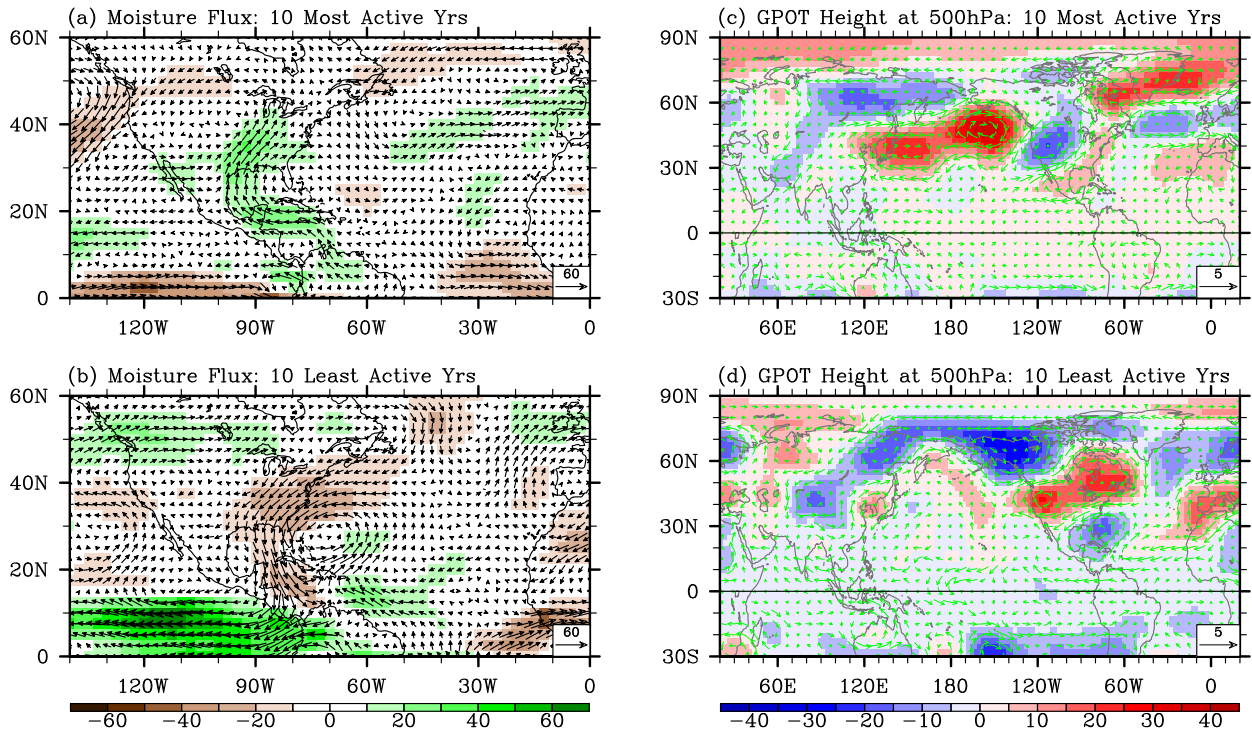 (a) Moisture Flux: 10 Most Active Yrs
60N
40N
20N
0
60
120W 90W 60W 30W 0
(c) GPOT Height at 500hPa: 10 Most Active Yrs
90N
60N
30N
0
30S
5
60E 120E 180 120W 60W 0
(b) Moisture Flux: 10 Least Active Yrs
60N
40N
20N
0
60
120W 90W 60W 30W 0
−60 −40 −20 0 20 40 60
(d) GPOT Height at 500hPa: 10 Least Active Yrs
90N
60N
30N
0
30S
5
60E 120E 180 120W 60W 0
−40 −30 −20 −10 0 10 20 30 40